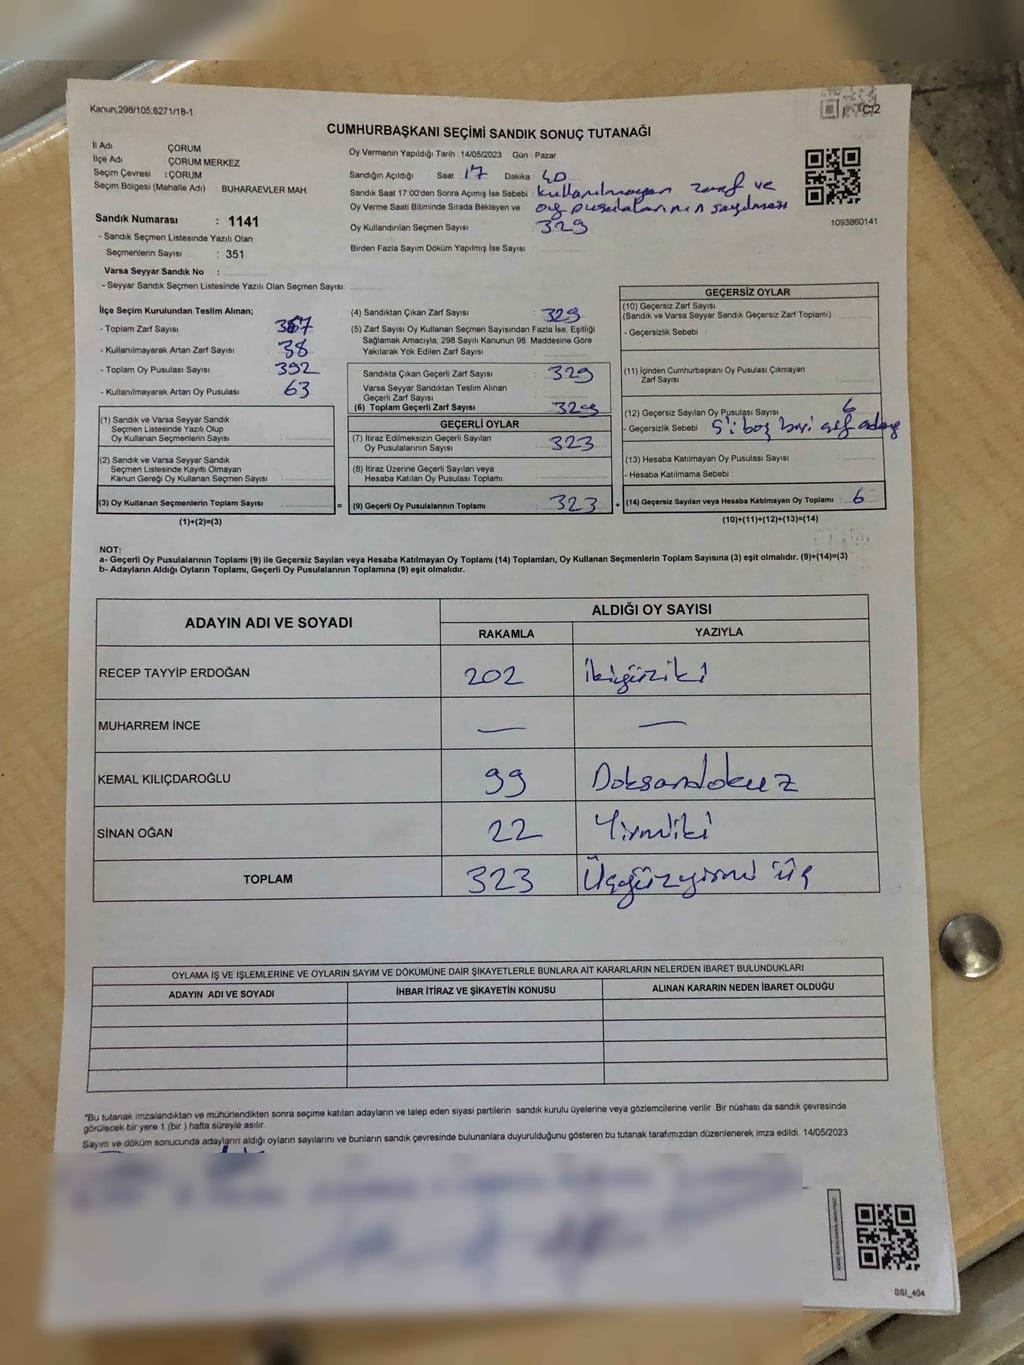 Kanun;298/105;6271/18-1
C/2
CUMHURBAŞKANI SEÇİMİ SANDIK SONUÇ TUTANAĞI
İl Adı ÇORUM
İlçe Adı ÇORUM MERKEZ
Seçim Çevresi : ÇORUM
Seçim Bölgesi (Mahalle Adı) BUHARAEVLER MAH.
Sandık Numarası : 1141
- Sandık Seçmen Listesinde Yazılı Olan
Seçmenlerin Sayısı : 351
Varsa Seyyar Sandık No :
- Seyyar Sandık Seçmen Listesinde Yazılı Olan Seçmen Sayısı:
Oy Vermenin Yapıldığı Tarih : 14/05/2023 Gün : Pazar
Sandığın Açıldığı Saat : 17 Dakika : 40
Sandık Saat 17:00'den Sonra Açımış İse Sebebi kullanılmayan zarf ve
Oy Verme Saati Bitiminde Sırada Bekleyen ve oy pusulalarının sayılması
Oy Kullandırılan Seçmen Sayısı 329
Birden Fazla Sayım Döküm Yapılmış İse Sayısı :
1093860141
İlçe Seçim Kurulundan Teslim Alınan;
- Toplam Zarf Sayısı : 367
- Kullanılmayarak Artan Zarf Sayısı : 38
- Toplam Oy Pusulası Sayısı : 392
- Kullanılmayarak Artan Oy Pusulası : 63
(1) Sandık ve Varsa Seyyar Sandık
Seçmen Listesinde Yazılı Olup
Oy Kullanan Seçmenlerin Sayısı :
(2) Sandık ve Varsa Seyyar Sandık
Seçmen Listesinde Kayıtlı Olmayan
Kanun Gereği Oy Kullanan Seçmen Sayısı :
(3) Oy Kullanan Seçmenlerin Toplam Sayısı :
(1)+(2)=(3)
=
(4) Sandıktan Çıkan Zarf Sayısı : 329
(5) Zarf Sayısı Oy Kullanan Seçmen Sayısından Fazla İse, Eşitliği
Sağlamak Amacıyla, 298 Sayılı Kanunun 98. Maddesine Göre
Yakılarak Yok Edilen Zarf Sayısı :
Sandıkta Çıkan Geçerli Zarf Sayısı : 329
Varsa Seyyar Sandıktan Teslim Alınan
Geçerli Zarf Sayısı :
(6) Toplam Geçerli Zarf Sayısı : 329
GEÇERLİ OYLAR
(7) İtiraz Edilmeksizin Geçerli Sayılan
Oy Pusulalarının Sayısı : 323
(8) İtiraz Üzerine Geçerli Sayılan veya
Hesaba Katılan Oy Pusulası Toplamı :
(9) Geçerli Oy Pusulalarının Toplamı : 323
+
GEÇERSİZ OYLAR
(10) Geçersiz Zarf Sayısı
(Sandık ve Varsa Seyyar Sandık Geçersiz Zarf Toplamı) :
- Geçersizlik Sebebi :
(11) İçinden Cumhurbaşkanı Oy Pusulası Çıkmayan
Zarf Sayısı :
(12) Geçersiz Sayılan Oy Pusulası Sayısı : 6
- Geçersizlik Sebebi : 5'i boş biri çift aday
(13) Hesaba Katılmayan Oy Pusulası Sayısı :
- Hesaba Katılmama Sebebi :
(14) Geçersiz Sayılan veya Hesaba Katılmayan Oy Toplamı : 6
(10)+(11)+(12)+(13)=(14)
NOT:
a- Geçerli Oy Pusulalarının Toplamı (9) ile Geçersiz Sayılan veya Hesaba Katılmayan Oy Toplamı (14) Toplamları, Oy Kullanan Seçmenlerin Toplam Sayısına (3) eşit olmalıdır. (9)+(14)=(3)
b- Adayların Aldığı Oyların Toplamı, Geçerli Oy Pusulalarının Toplamına (9) eşit olmalıdır.
ADAYIN ADI VE SOYADI ALDIĞI OY SAYISI
RAKAMLA YAZIYLA
RECEP TAYYİP ERDOĞAN 202 İkiyüziki
MUHARREM İNCE — —
KEMAL KILIÇDAROĞLU 99 Doksandokuz
SİNAN OĞAN 22 Yirmiiki
TOPLAM 323 Üçyüzyirmi üç
OYLAMA İŞ VE İŞLEMLERİNE VE OYLARIN SAYIM VE DÖKÜMÜNE DAİR ŞİKAYETLERLE BUNLARA AİT KARARLARIN NELERDEN İBARET BULUNDUKLARI
ADAYIN ADI VE SOYADI İHBAR İTİRAZ VE ŞİKAYETİN KONUSU ALINAN KARARIN NEDEN İBARET OLDUĞU
*Bu tutanak imzalandıktan ve mühürlendikten sonra seçime katılan adayların ve talep eden siyasi partilerin sandık kurulu üyelerine veya gözlemcilerine verilir. Bir nüshası da sandık çevresinde
görülecek bir yere 1 (bir ) hafta süreyle asılır.
Sayım ve döküm sonucunda adayların aldığı oyların sayılarını ve bunların sandık çevresinde bulunanlara duyurulduğunu gösteren bu tutanak tarafımızdan düzenlenerek imza edildi. 14/05/2023
SGI_404